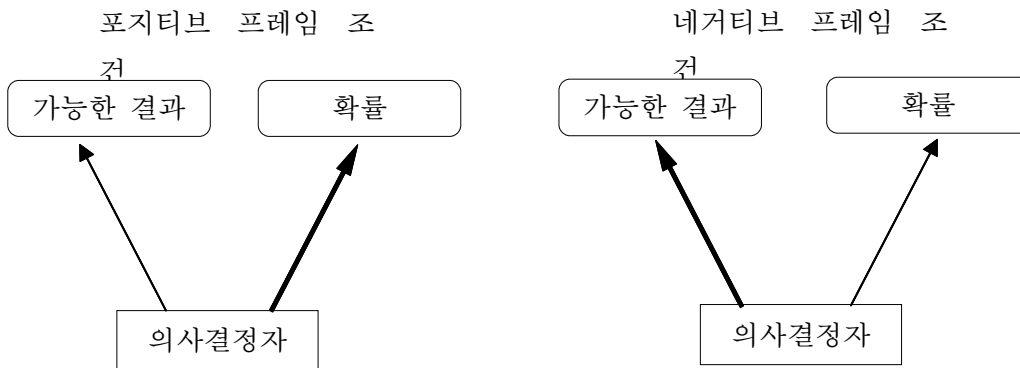 포지티브 프레임 조
건
가능한 결과
확률
의사결정자
네거티브 프레임 조
건
가능한 결과
확률
의사결정자